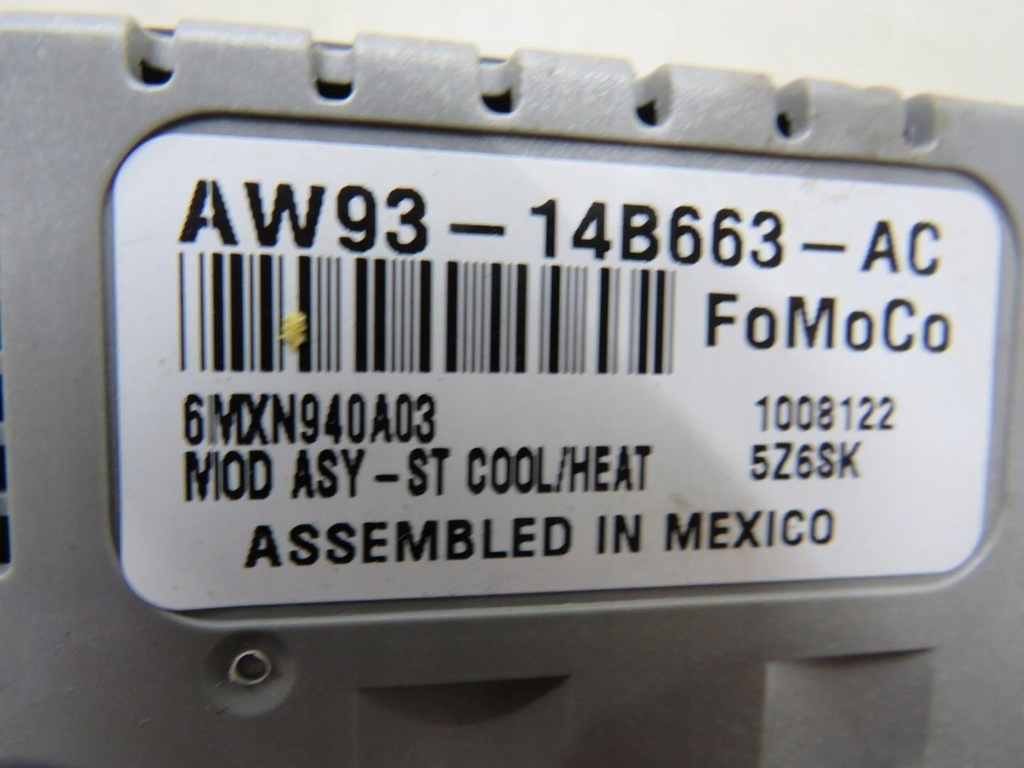 AW93-14B663-AC
FoMoCo
6MXN940A03 1008122
MOD ASY-ST COOL/HEAT 5Z6SK
ASSEMBLED IN MEXICO